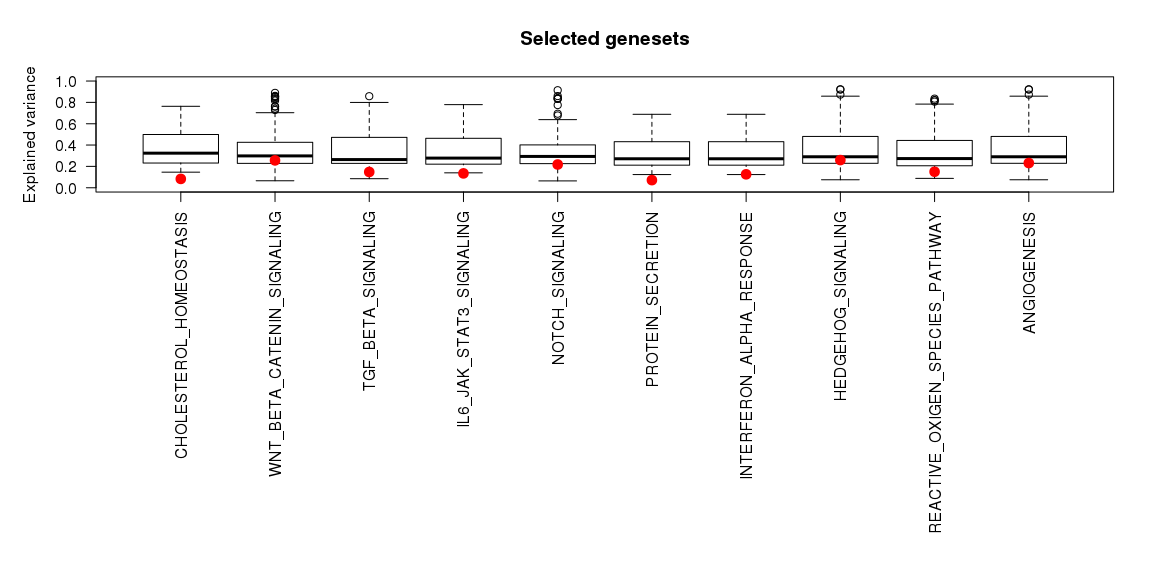 Selected genesets
Explained variance
1.0
0.8
0.6
0.4
0.2
0.0
CHOLESTEROL_HOMEOSTASIS
WNT_BETA_CATENIN_SIGNALING
TGF_BETA_SIGNALING
IL6_JAK_STAT3_SIGNALING
NOTCH_SIGNALING
PROTEIN_SECRETION
INTERFERON_ALPHA_RESPONSE
HEDGEHOG_SIGNALING
REACTIVE_OXIGEN_SPECIES_PATHWAY
ANGIOGENESIS